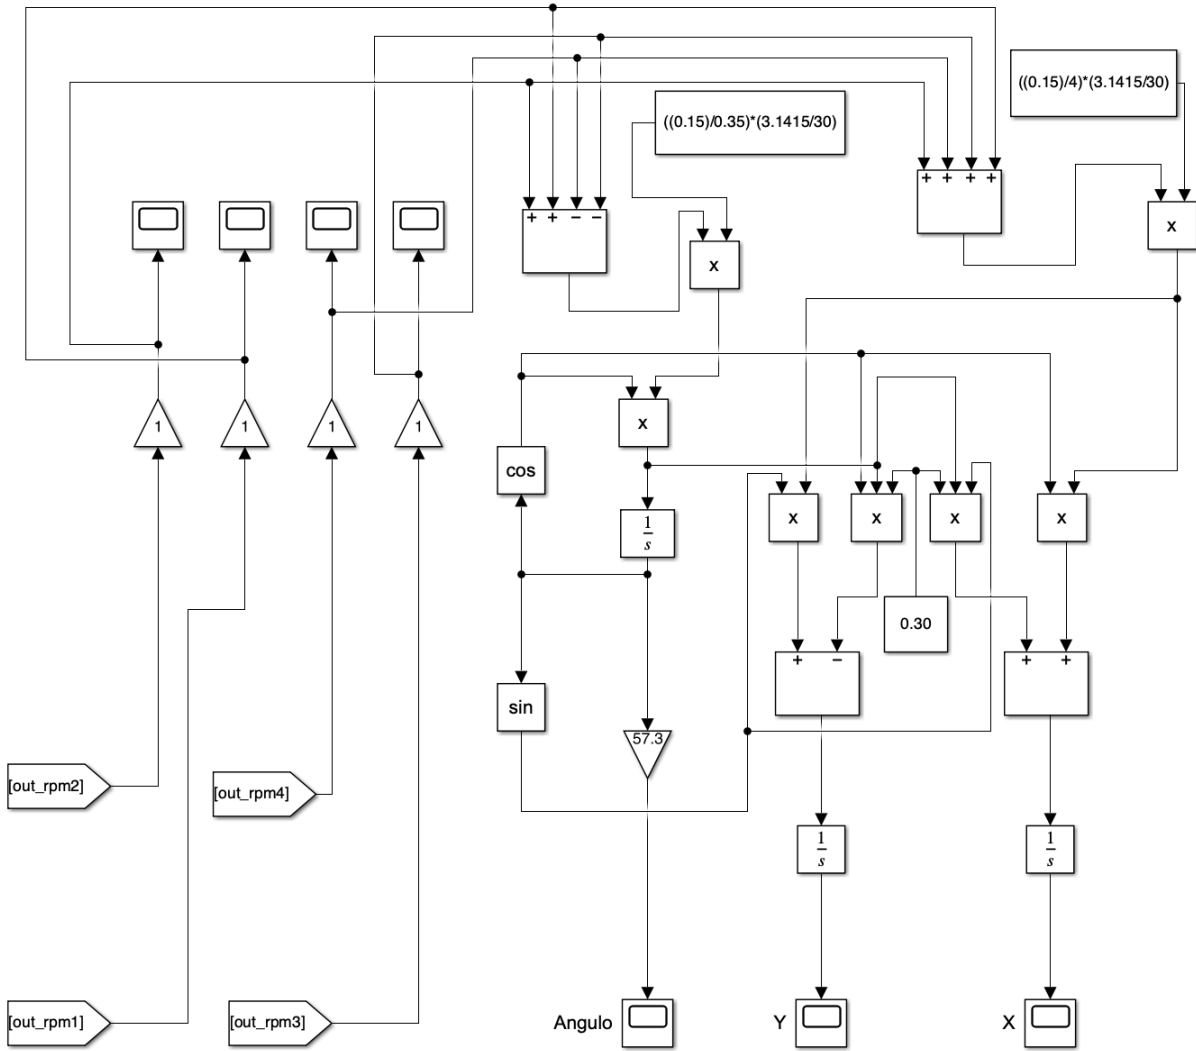 ((0.15)/4)*(3.1415/30)
((0.15)/0.35)*(3.1415/30)
+ + + +
+ + − −
x
x
1
1
1
1
x
cos
1
s
x
x
x
x
0.30
+ −
+ +
sin
57.3
[out_rpm2]
[out_rpm4]
1
s
1
s
[out_rpm1]
[out_rpm3]
Angulo
Y
X